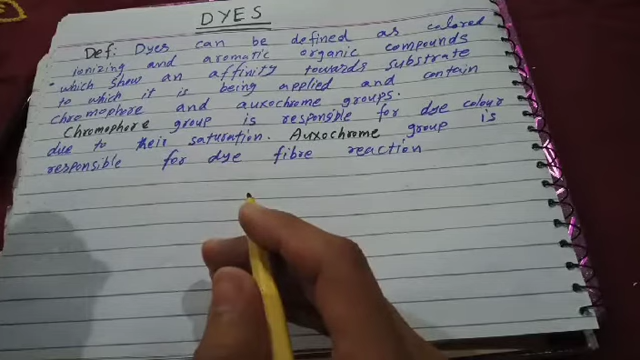 DYES
Def: Dyes can be defined as colored
ionizing and aromatic organic compounds
which show an affinity towards substrate
to which it is being applied and contain
chromophore and auxochrome groups.
Chromophore group is responsible for dye colour
due to their saturation. Auxochrome group is
responsible for dye fibre reaction